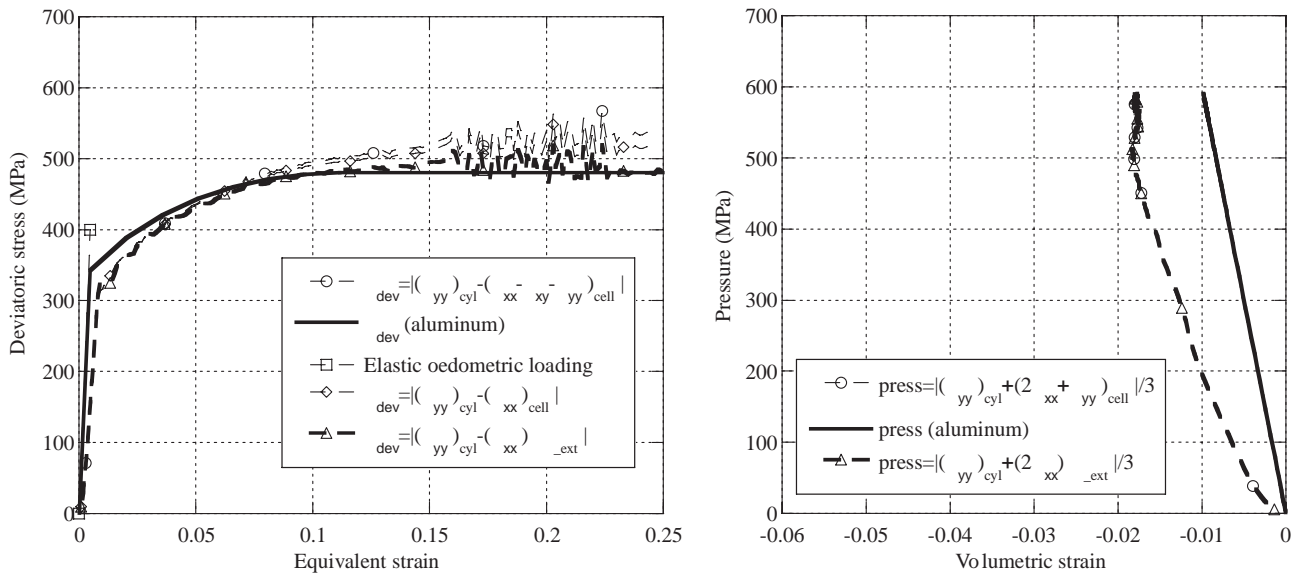 700
600
500
400
300
200
100
0
Deviatoric stress (MPa)
0 0.05 0.1 0.15 0.2 0.25
Equivalent strain
dev=|( yy)cyl-( xx- xy- yy)cell |
dev (aluminum)
Elastic oedometric loading
dev=|( yy)cyl-( xx)cell |
dev=|( yy)cyl-( xx) _ext |
700
600
500
400
300
200
100
0
Pressure (MPa)
-0.06 -0.05 -0.04 -0.03 -0.02 -0.01 0
Volumetric strain
press=|( yy)cyl+(2 xx+ yy)cell |/3
press (aluminum)
press=|( yy)cyl+(2 xx) _ext |/3